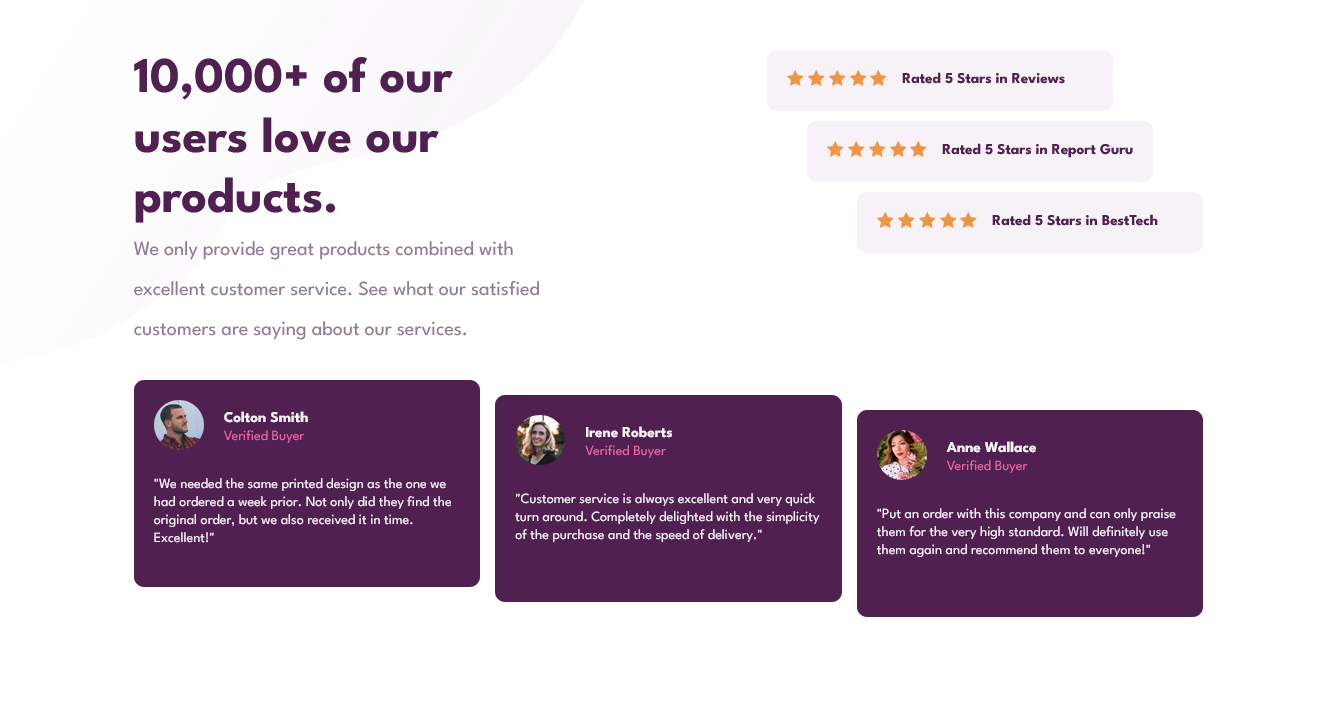 10,000+ of our
users love our
products.
We only provide great products combined with
excellent customer service. See what our satisfied
customers are saying about our services.
Rated 5 Stars in Reviews
Rated 5 Stars in Report Guru
Rated 5 Stars in BestTech
Colton Smith
Verified Buyer
"We needed the same printed design as the one we
had ordered a week prior. Not only did they find the
original order, but we also received it in time.
Excellent!"
Irene Roberts
Verified Buyer
"Customer service is always excellent and very quick
turn around. Completely delighted with the simplicity
of the purchase and the speed of delivery."
Anne Wallace
Verified Buyer
"Put an order with this company and can only praise
them for the very high standard. Will definitely use
them again and recommend them to everyone!"